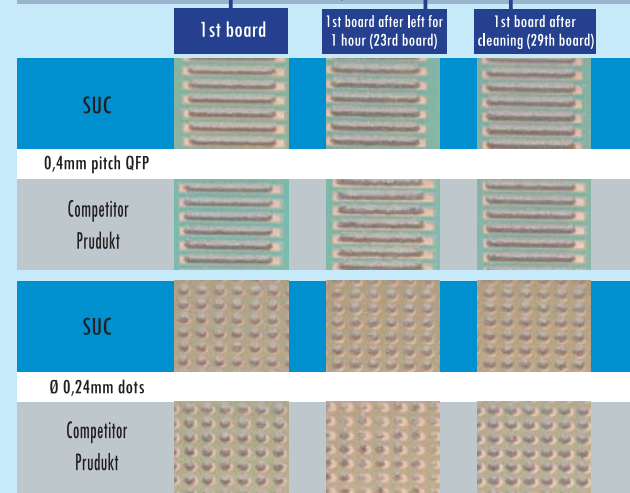 1st board
1st board after left for
1 hour (23rd board)
1st board after
cleaning (29th board)
SUC
0,4mm pitch QFP
Competitor
Prudukt
SUC
Ø 0,24mm dots
Competitor
Prudukt